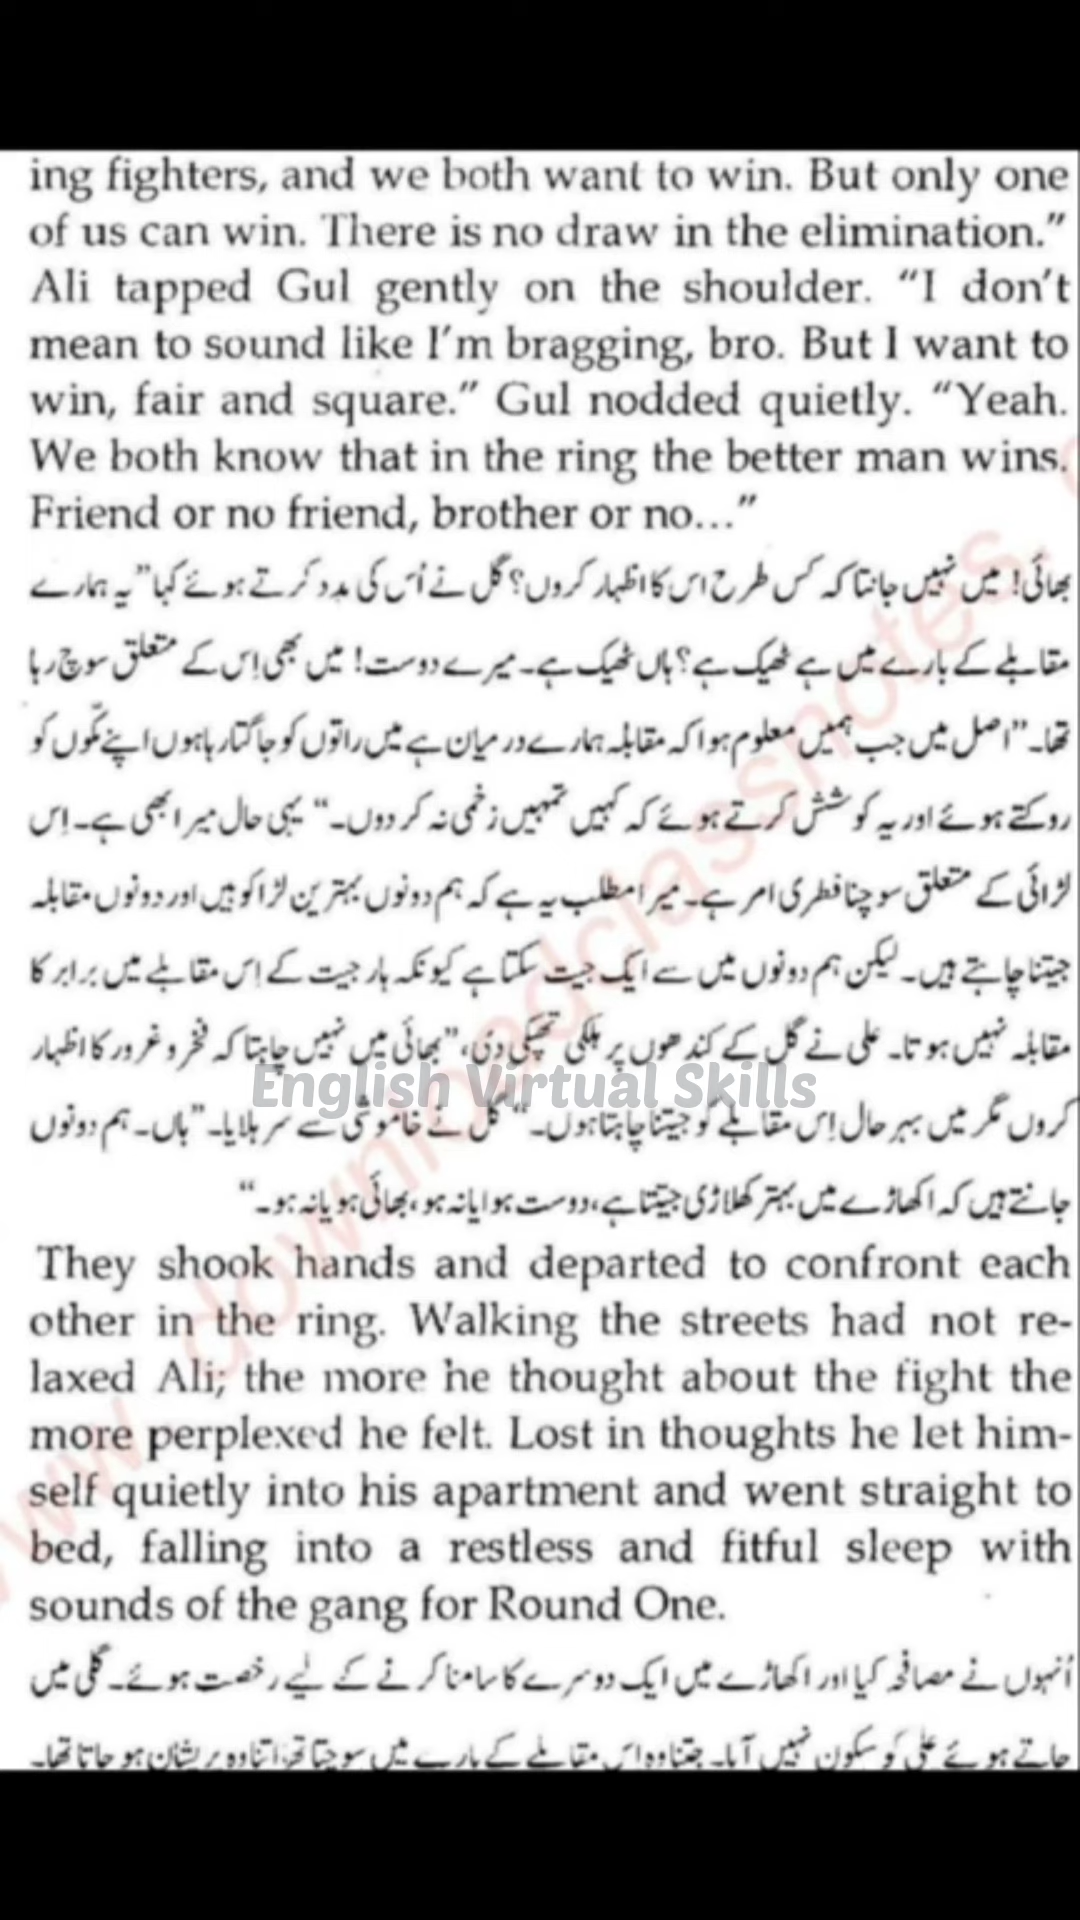 ing fighters, and we both want to win. But only one
of us can win. There is no draw in the elimination.”
Ali tapped Gul gently on the shoulder. “I don’t
mean to sound like I’m bragging, bro. But I want to
win, fair and square.” Gul nodded quietly. “Yeah.
We both know that in the ring the better man wins.
Friend or no friend, brother or no...”
بھائی! میں نہیں جانتا کہ کس طرح اس کا اظہار کروں؟ گل نے اُس کی مدد کرتے ہوئے کہا ”یہ ہمارے
مقابلے کے بارے میں ہے ٹھیک ہے؟ ہاں ٹھیک ہے۔ میرے دوست! میں بھی اِس کے متعلق سوچ رہا
تھا۔” اصل میں جب ہمیں معلوم ہوا کہ مقابلہ ہمارے درمیان ہے میں راتوں کو جاگتا رہا ہوں اپنے مکّوں کو
روکتے ہوئے اور یہ کوشش کرتے ہوئے کہ کہیں تمہیں زخمی نہ کر دوں۔“ یہی حال میرا بھی ہے۔ اِس
لڑائی کے متعلق سوچنا فطری امر ہے۔ میرا مطلب یہ ہے کہ ہم دونوں بہترین لڑاکو ہیں اور دونوں مقابلہ
جیتنا چاہتے ہیں۔ لیکن ہم دونوں میں سے ایک جیت سکتا ہے کیونکہ ہار جیت کے اِس مقابلے میں برابر کا
مقابلہ نہیں ہوتا۔ علی نے گل کے کندھوں پر ہلکی تھپکی دی، ”بھائی میں نہیں چاہتا کہ فخر و غرور کا اظہار
English Virtual Skills
کروں مگر میں بہر حال اِس مقابلے کو جیتنا چاہتا ہوں۔“ گل نے خاموشی سے سر ہلایا۔ ”ہاں۔ ہم دونوں
جانتے ہیں کہ اکھاڑے میں بہتر کھلاڑی جیتتا ہے، دوست ہو ایا نہ ہو، بھائی ہو یا نہ ہو۔“
They shook hands and departed to confront each
other in the ring. Walking the streets had not re-
laxed Ali; the more he thought about the fight the
more perplexed he felt. Lost in thoughts he let him-
self quietly into his apartment and went straight to
bed, falling into a restless and fitful sleep with
sounds of the gang for Round One.
اُنہوں نے مصافحہ کیا اور اکھاڑے میں ایک دوسرے کا سامنا کرنے کے لیے رخصت ہوئے۔ گلی میں
جاتے ہوئے علی کو سکون نہیں آیا۔ جتنا وہ اس مقابلے کے بارے میں سوچتا تھا اتنا وہ پریشان ہو جاتا تھا۔
www.downloadclassnotes.